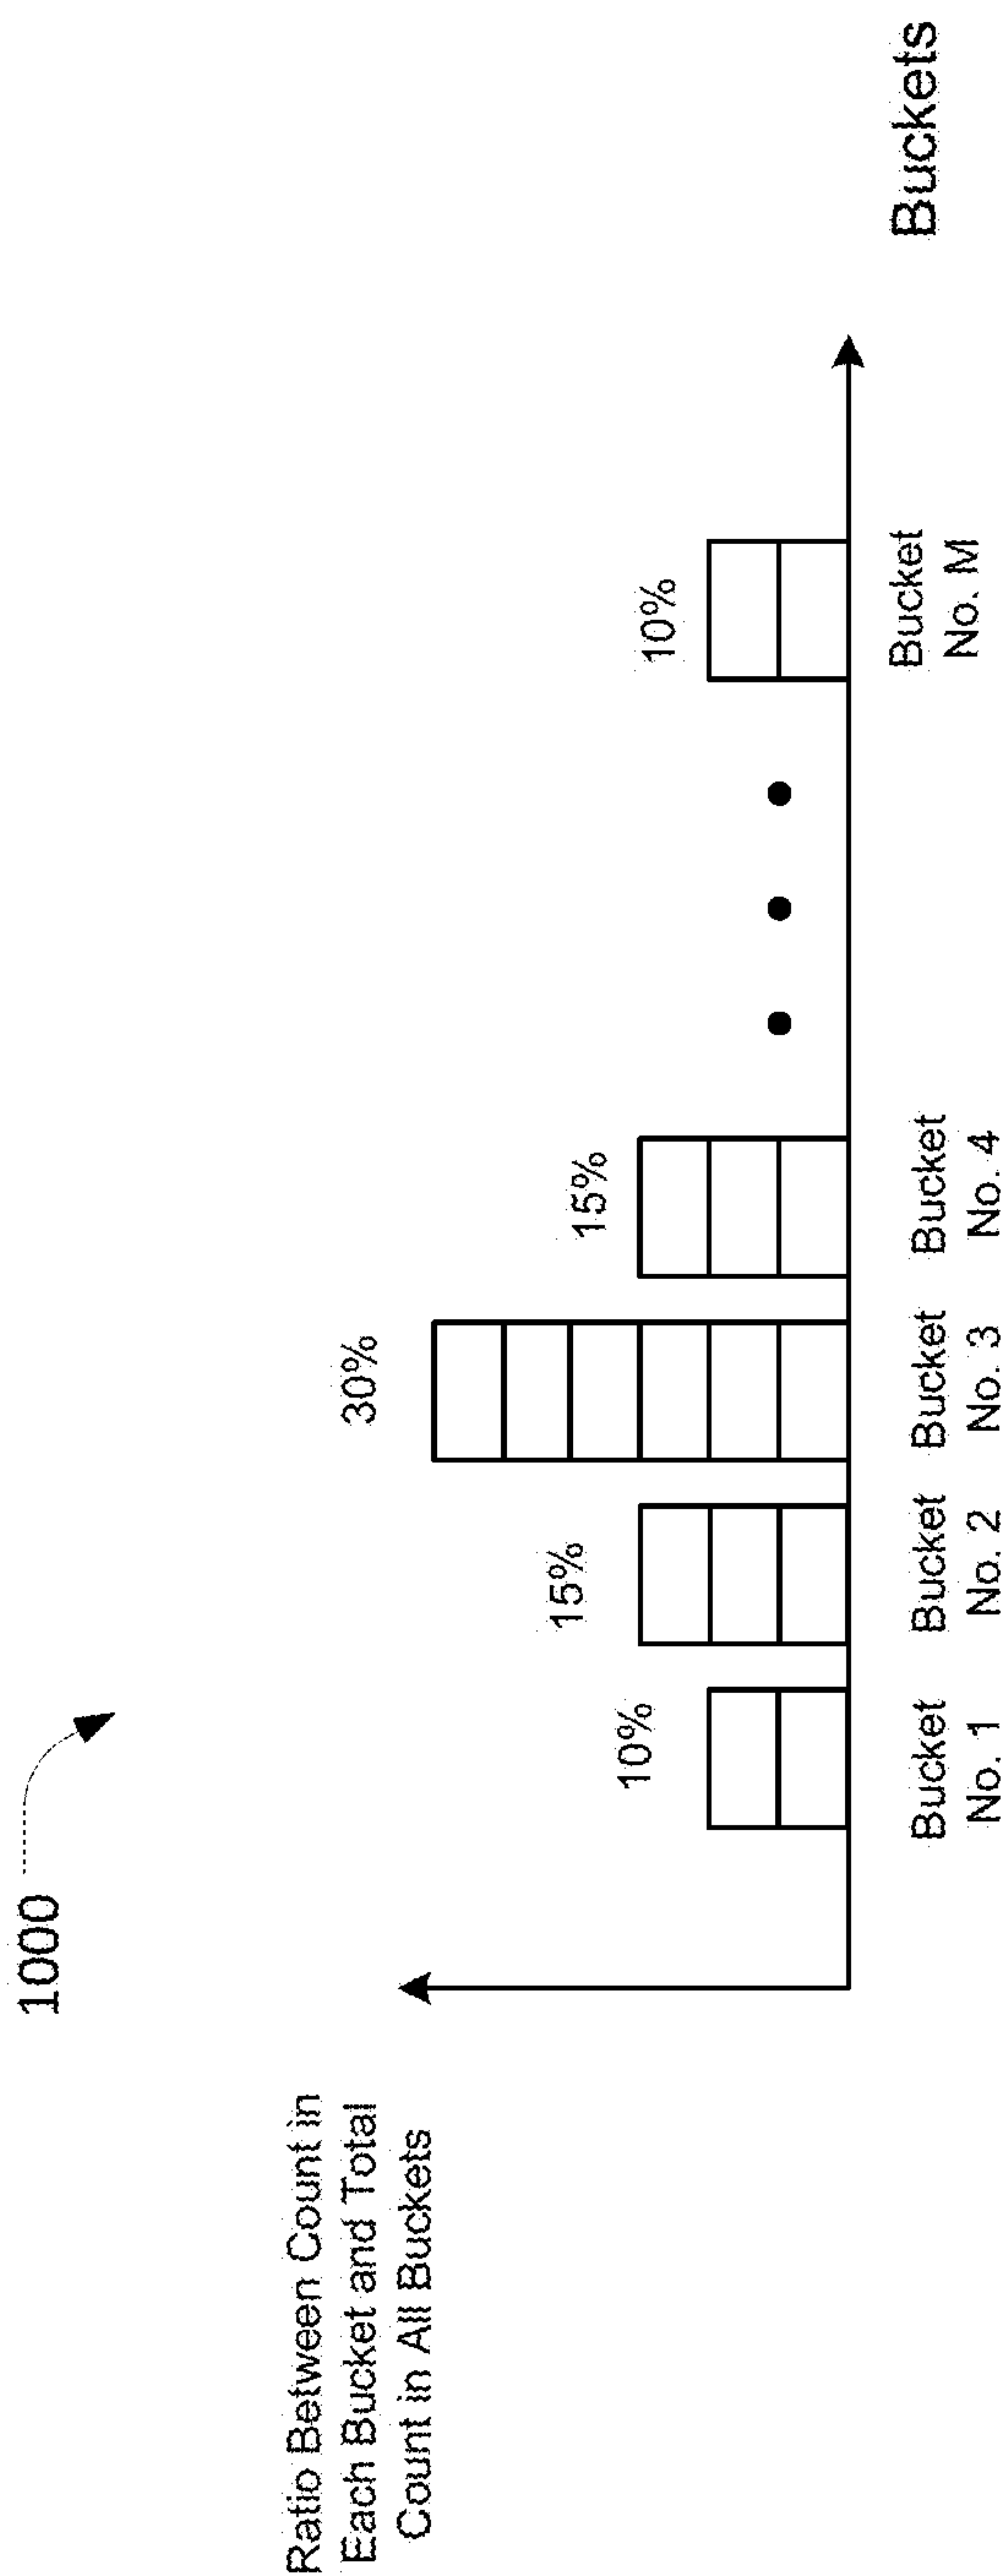 1000
Ratio Between Count in
Each Bucket and Total
Count in All Buckets
10%
15%
30%
15%
10%
Bucket
No. 1
Bucket
No. 2
Bucket
No. 3
Bucket
No. 4
Bucket
No. M
Buckets